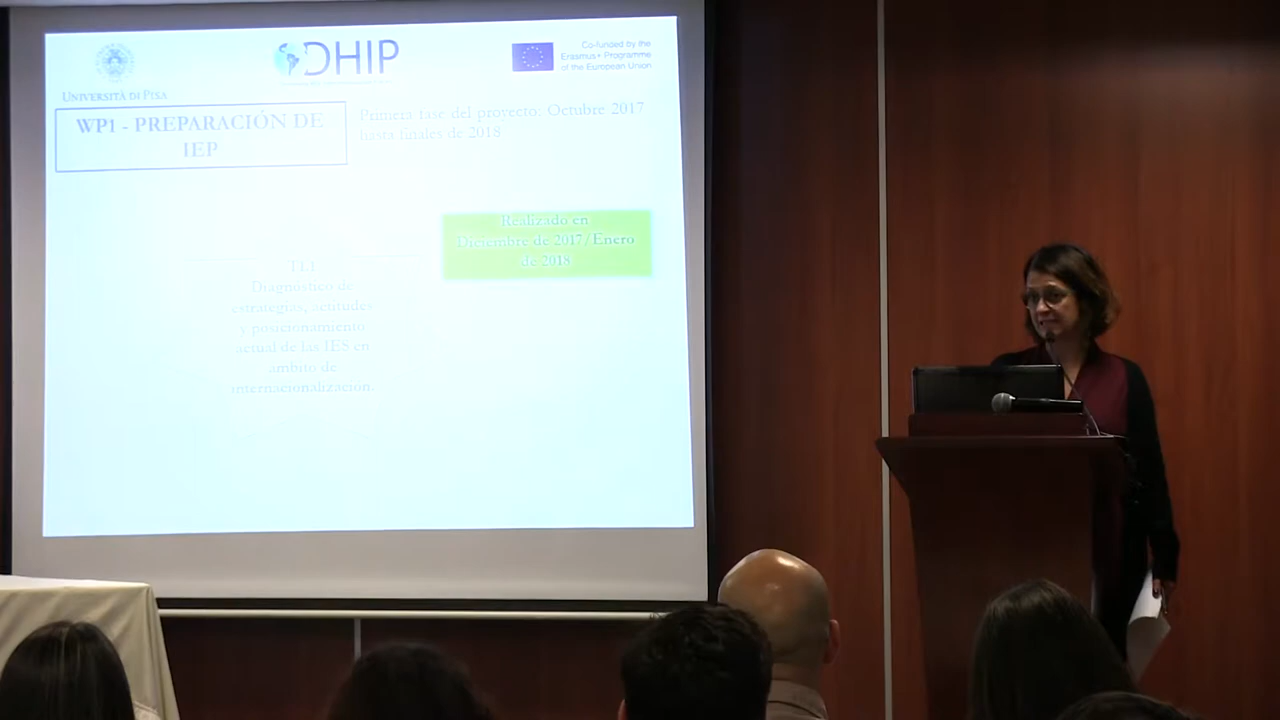 UNIVERSITÀ DI PISA
DHIP
Co-funded by the
Erasmus+ Programme
of the European Union
WP1 - PREPARACIÓN DE
IEP
Primera fase del proyecto: Octubre 2017
hasta finales de 2018
Realizado en
Diciembre de 2017/Enero
de 2018
Diagnóstico de
estrategias, actitudes
y posicionamiento
actual de las IES en
ámbito de
internacionalización.